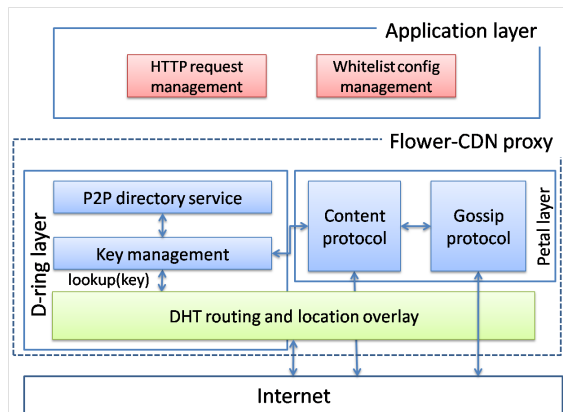 Application layer
HTTP request
management
Whitelist config
management
Flower-CDN proxy
D-ring layer
P2P directory service
Key management
lookup(key)
Content
protocol
Gossip
protocol
Petal layer
DHT routing and location overlay
Internet